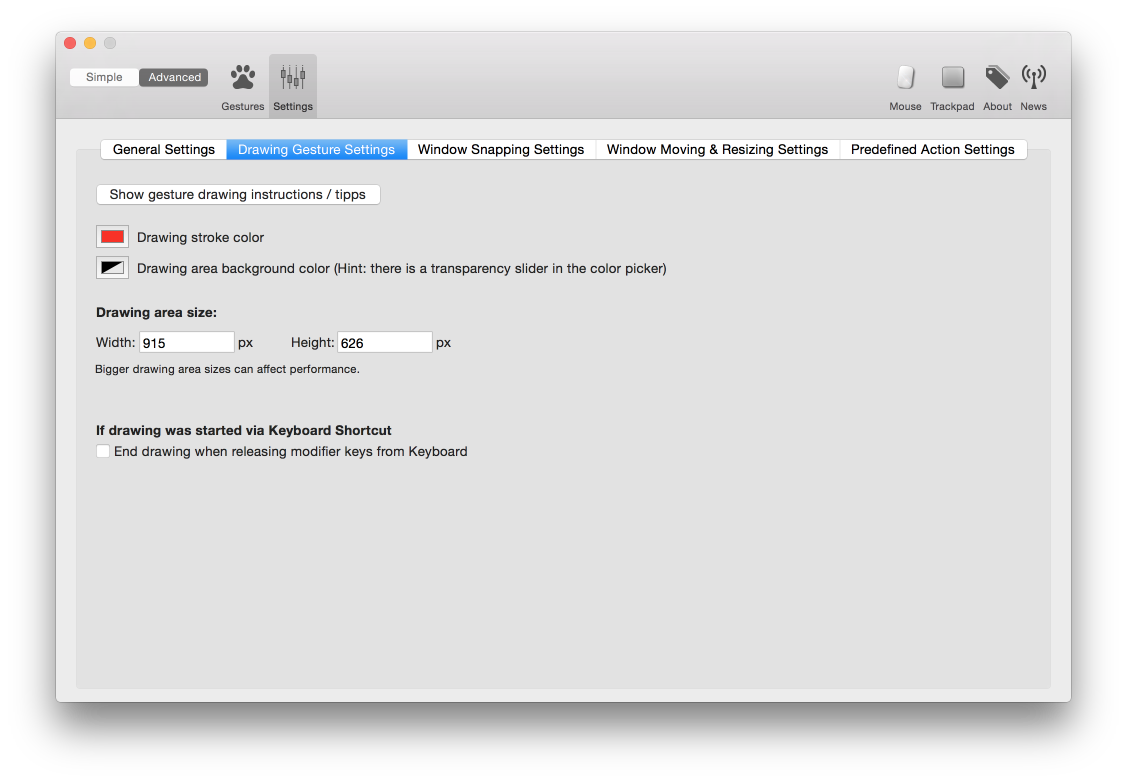 Simple Advanced
Gestures Settings Mouse Trackpad About News
General Settings Drawing Gesture Settings Window Snapping Settings Window Moving & Resizing Settings Predefined Action Settings
Show gesture drawing instructions / tipps
Drawing stroke color
Drawing area background color (Hint: there is a transparency slider in the color picker)
Drawing area size:
Width: 915 px Height: 626 px
Bigger drawing area sizes can affect performance.
If drawing was started via Keyboard Shortcut
End drawing when releasing modifier keys from Keyboard